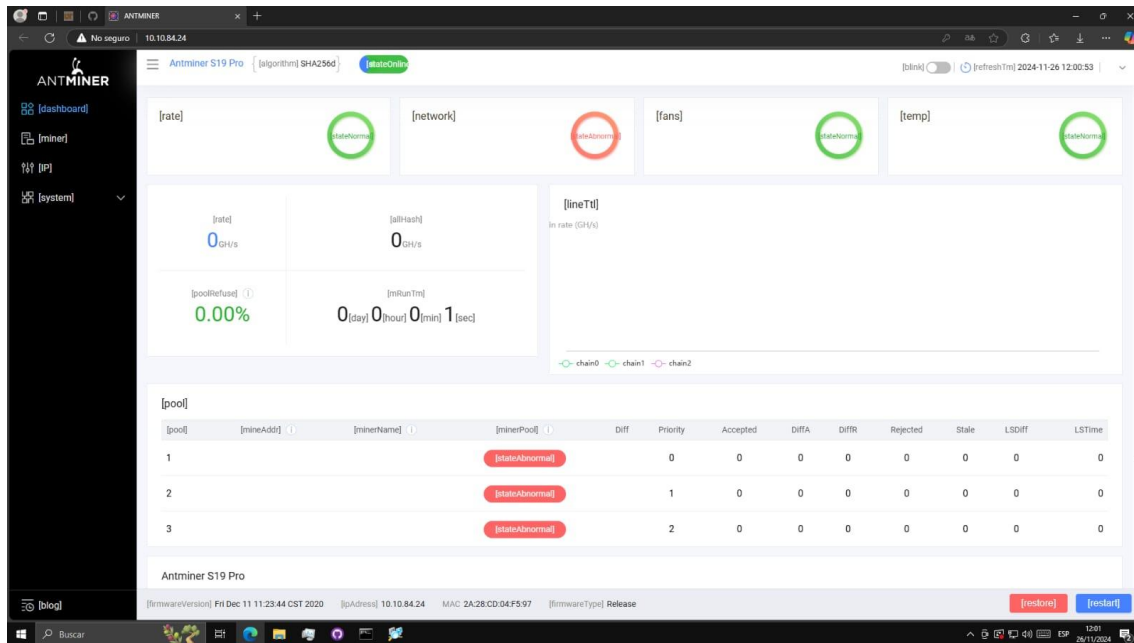 ANTMINER
No seguro 10.10.84.24
ANTMINER
Antminer S19 Pro [algorithm] SHA256d [stateOnline
[blink] [refreshTm] 2024-11-26 12:00:53
[dashboard]
[miner]
[IP]
[system]
[blog]
[rate]
[stateNormal]
[network]
[stateAbnormal]
[fans]
[stateNormal]
[temp]
[stateNormal]
[rate]
0 GH/s
[allHash]
0 GH/s
[poolRefuse]
0.00%
[mRunTm]
0 [day] 0 [hour] 0 [min] 1 [sec]
[lineTtl]
in rate (GH/s)
chain0 chain1 chain2
[pool]
[pool] [mineAddr] [minerName] [minerPool] Diff Priority Accepted DiffA DiffR Rejected Stale LSDiff LSTime
1 [stateAbnormal] 0 0 0 0 0 0 0 0
2 [stateAbnormal] 1 0 0 0 0 0 0 0
3 [stateAbnormal] 2 0 0 0 0 0 0 0
Antminer S19 Pro
[firmwareVersion] Fri Dec 11 11:23:44 CST 2020 [ipAdress] 10.10.84.24 MAC 2A:28:CD:04:F5:97 [firmwareType] Release
[restore] [restart]
Buscar
ESP
12:01
26/11/2024